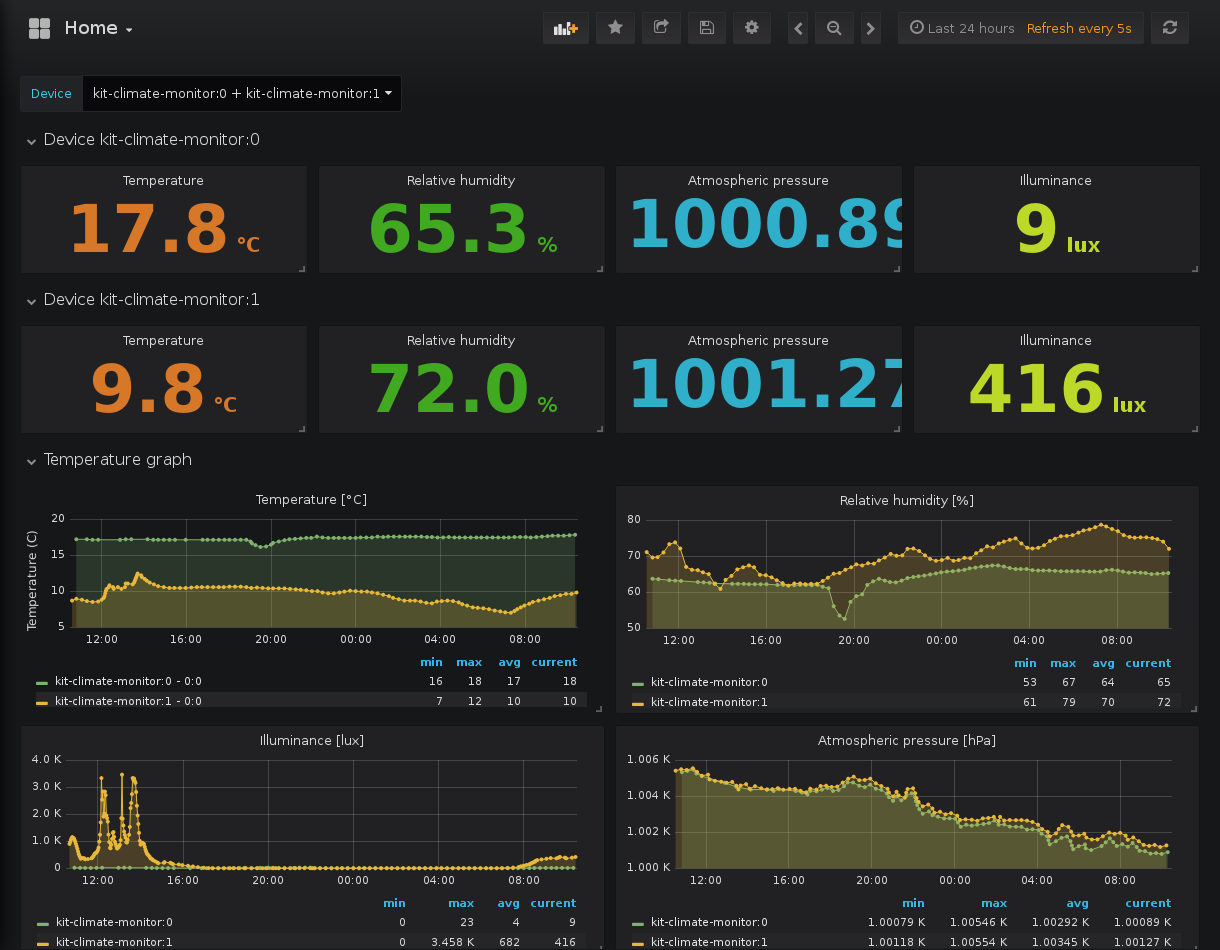 Home
Last 24 hours Refresh every 5s
Device kit-climate-monitor:0 + kit-climate-monitor:1
Device kit-climate-monitor:0
Temperature Relative humidity Atmospheric pressure Illuminance
17.8 °C 65.3 % 1000.89 9 lux
Device kit-climate-monitor:1
Temperature Relative humidity Atmospheric pressure Illuminance
9.8 °C 72.0 % 1001.27 416 lux
Temperature graph
Temperature [°C]
Temperature (C)
20
15
10
5
12:00 16:00 20:00 00:00 04:00 08:00
min max avg current
kit-climate-monitor:0 - 0:0 16 18 17 18
kit-climate-monitor:1 - 0:0 7 12 10 10
Relative humidity [%]
80
70
60
50
12:00 16:00 20:00 00:00 04:00 08:00
min max avg current
kit-climate-monitor:0 53 67 64 65
kit-climate-monitor:1 61 79 70 72
Illuminance [lux]
4.0 K
3.0 K
2.0 K
1.0 K
0
12:00 16:00 20:00 00:00 04:00 08:00
min max avg current
kit-climate-monitor:0 0 23 4 9
kit-climate-monitor:1 0 3.458 K 682 416
Atmospheric pressure [hPa]
1.006 K
1.004 K
1.002 K
1.000 K
12:00 16:00 20:00 00:00 04:00 08:00
min max avg current
kit-climate-monitor:0 1.00079 K 1.00546 K 1.00292 K 1.00089 K
kit-climate-monitor:1 1.00118 K 1.00554 K 1.00345 K 1.00127 K